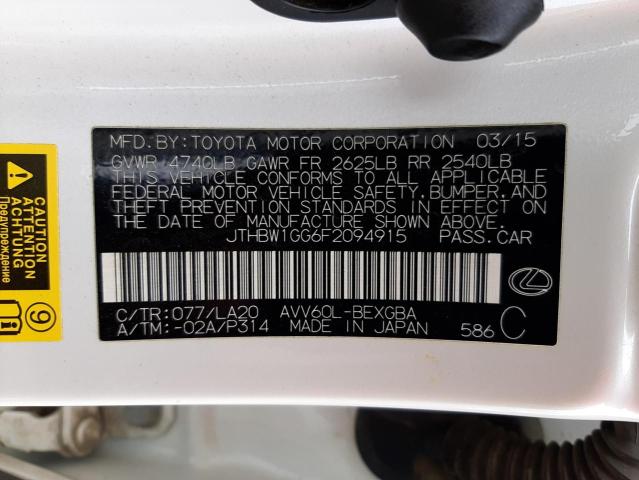 MFD.BY:TOYOTA MOTOR CORPORATION 03/15
GVWR 4740LB GAWR FR 2625LB RR 2540LB
THIS VEHICLE CONFORMS TO ALL APPLICABLE
FEDERAL MOTOR VEHICLE SAFETY, BUMPER, AND
THEFT PREVENTION STANDARDS IN EFFECT ON
THE DATE OF MANUFACTURE SHOWN ABOVE.
JTHBW1GG6F2094915 PASS.CAR
C/TR:077/LA20 AVV60L-BEXGBA
A/TM:-02A/P314 MADE IN JAPAN 586 C
CAUTION
ATTENTION
ACHTUNG
Предупреждение
9